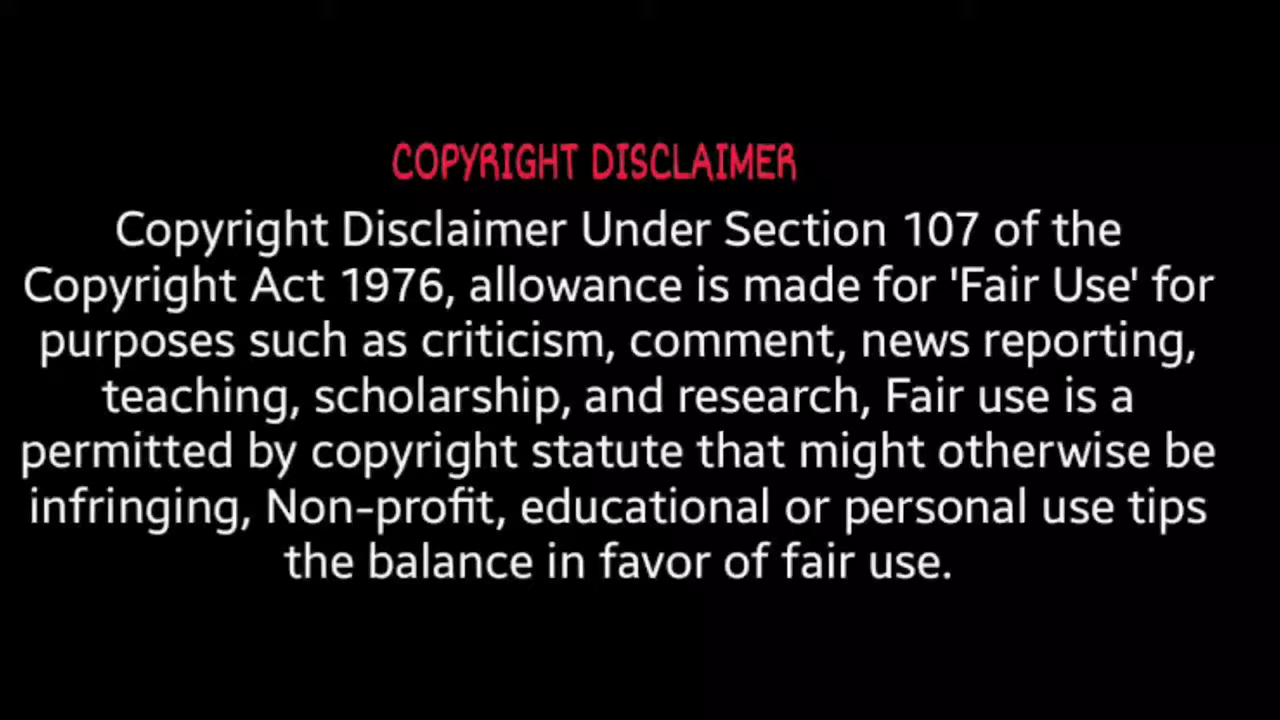 COPYRIGHT DISCLAIMER
Copyright Disclaimer Under Section 107 of the
Copyright Act 1976, allowance is made for 'Fair Use' for
purposes such as criticism, comment, news reporting,
teaching, scholarship, and research, Fair use is a
permitted by copyright statute that might otherwise be
infringing, Non-profit, educational or personal use tips
the balance in favor of fair use.